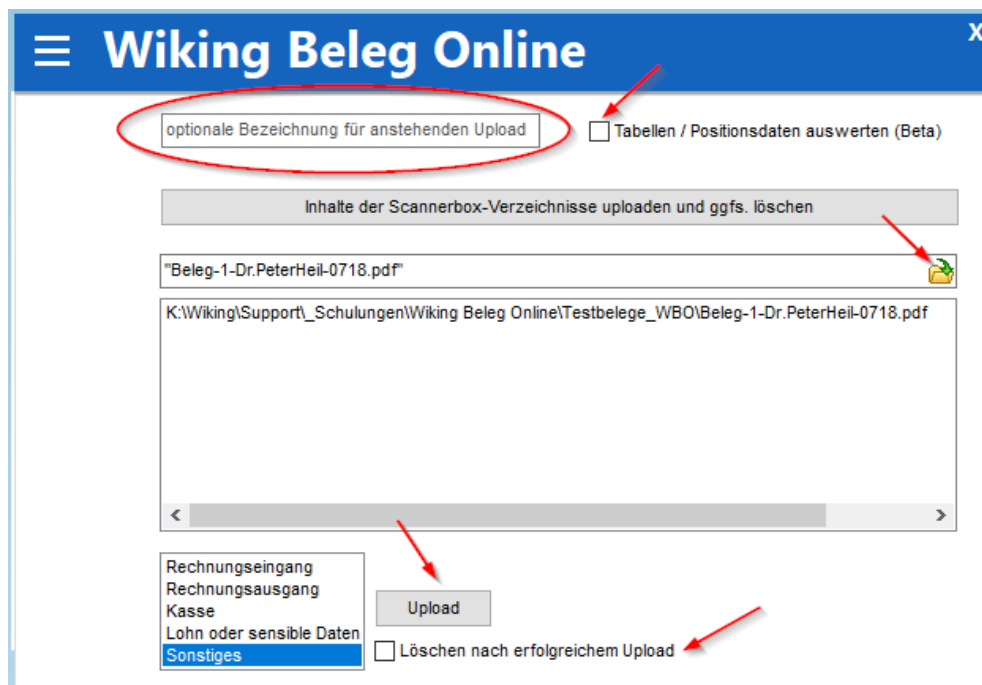 Wiking Beleg Online
X
optionale Bezeichnung für anstehenden Upload
Tabellen / Positionsdaten auswerten (Beta)
Inhalte der Scannerbox-Verzeichnisse uploaden und ggfs. löschen
"Beleg-1-Dr.PeterHeil-0718.pdf"
K:\Wiking\Support\_Schulungen\Wiking Beleg Online\Testbelege_WBO\Beleg-1-Dr.PeterHeil-0718.pdf
Rechnungseingang
Rechnungsausgang
Kasse
Lohn oder sensible Daten
Sonstiges
Upload
Löschen nach erfolgreichem Upload